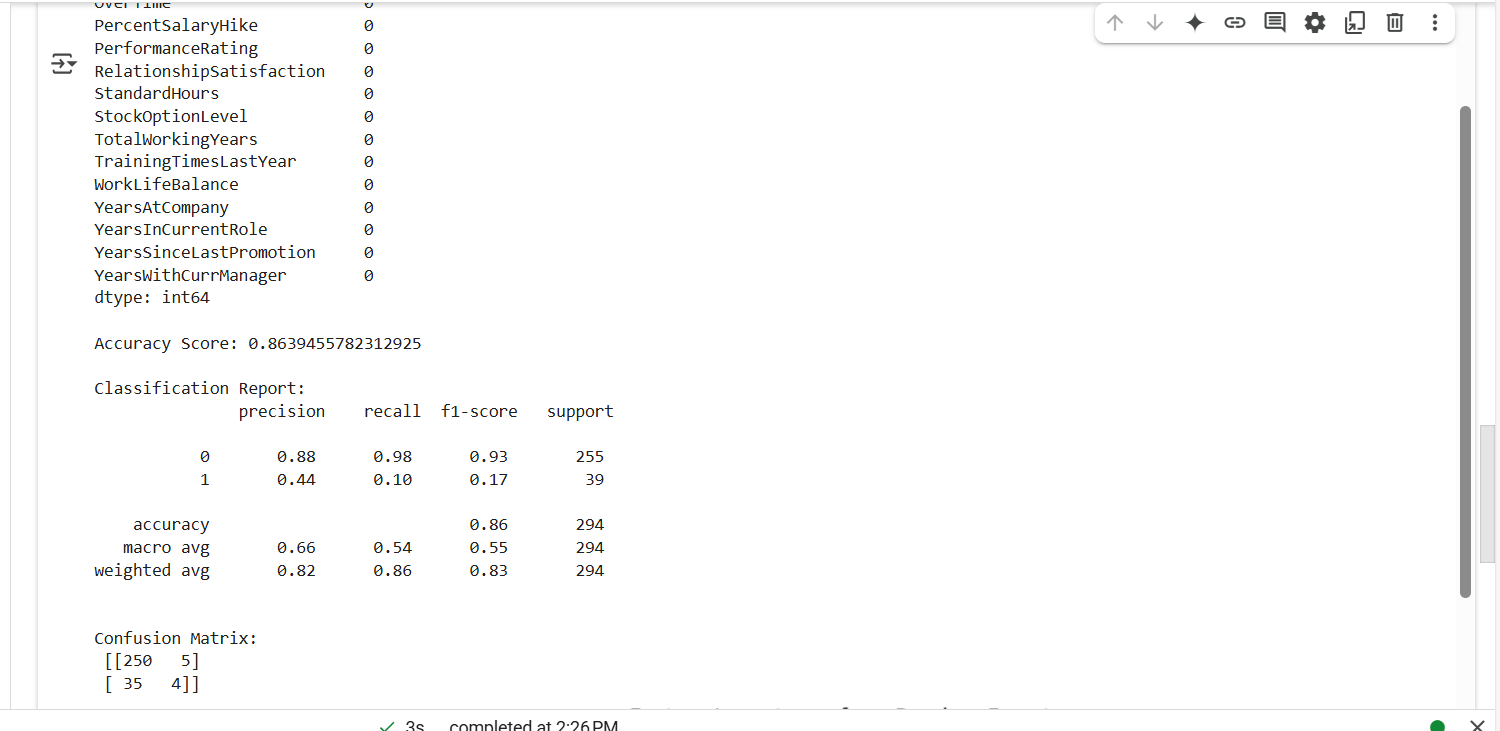 OverTime 0
PercentSalaryHike 0
PerformanceRating 0
RelationshipSatisfaction 0
StandardHours 0
StockOptionLevel 0
TotalWorkingYears 0
TrainingTimesLastYear 0
WorkLifeBalance 0
YearsAtCompany 0
YearsInCurrentRole 0
YearsSinceLastPromotion 0
YearsWithCurrManager 0
dtype: int64
Accuracy Score: 0.8639455782312925
Classification Report:
precision recall f1-score support
0 0.88 0.98 0.93 255
1 0.44 0.10 0.17 39
accuracy 0.86 294
macro avg 0.66 0.54 0.55 294
weighted avg 0.82 0.86 0.83 294
Confusion Matrix:
[[250 5]
[ 35 4]]
3s completed at 2:26 PM